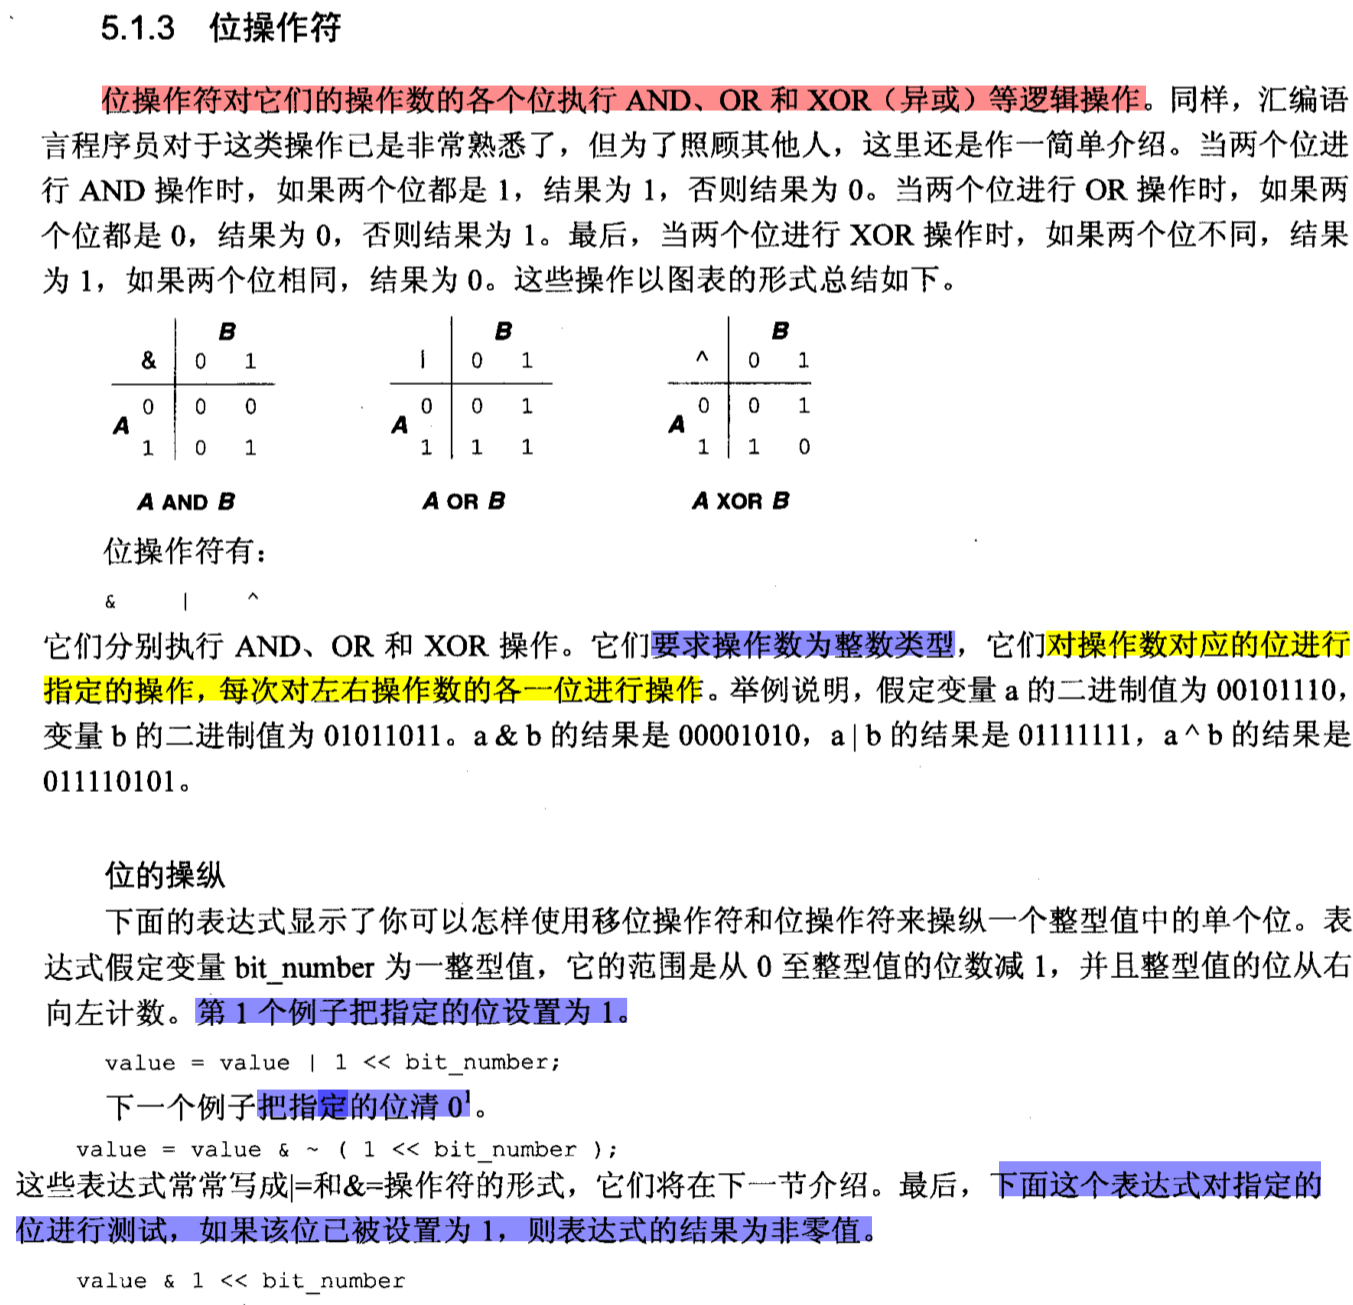 5.1.3 位操作符
位操作符对它们的操作数的各个位执行 AND、OR 和 XOR（异或）等逻辑操作。同样，汇编语
言程序员对于这类操作已是非常熟悉了，但为了照顾其他人，这里还是作一简单介绍。当两个位进
行 AND 操作时，如果两个位都是 1，结果为 1，否则结果为 0。当两个位进行 OR 操作时，如果两
个位都是 0，结果为 0，否则结果为 1。最后，当两个位进行 XOR 操作时，如果两个位不同，结果
为 1，如果两个位相同，结果为 0。这些操作以图表的形式总结如下。
B B B
& 0 1 | 0 1 ^ 0 1
0 0 0 0 0 1 0 0 1
A A A
1 0 1 1 1 1 1 1 0
A AND B A OR B A XOR B
位操作符有：
& | ^
它们分别执行 AND、OR 和 XOR 操作。它们要求操作数为整数类型，它们对操作数对应的位进行
指定的操作，每次对左右操作数的各一位进行操作。举例说明，假定变量 a 的二进制值为 00101110，
变量 b 的二进制值为 01011011。a & b 的结果是 00001010，a | b 的结果是 01111111，a ^ b 的结果是
011110101。
位的操纵
下面的表达式显示了你可以怎样使用移位操作符和位操作符来操纵一个整型值中的单个位。表
达式假定变量 bit_number 为一整型值，它的范围是从 0 至整型值的位数减 1，并且整型值的位从右
向左计数。第 1 个例子把指定的位设置为 1。
value = value | 1 << bit_number;
下一个例子把指定的位清 0¹。
value = value & ~ ( 1 << bit_number );
这些表达式常常写成|=和&=操作符的形式，它们将在下一节介绍。最后，下面这个表达式对指定的
位进行测试，如果该位已被设置为 1，则表达式的结果为非零值。
value & 1 << bit_number